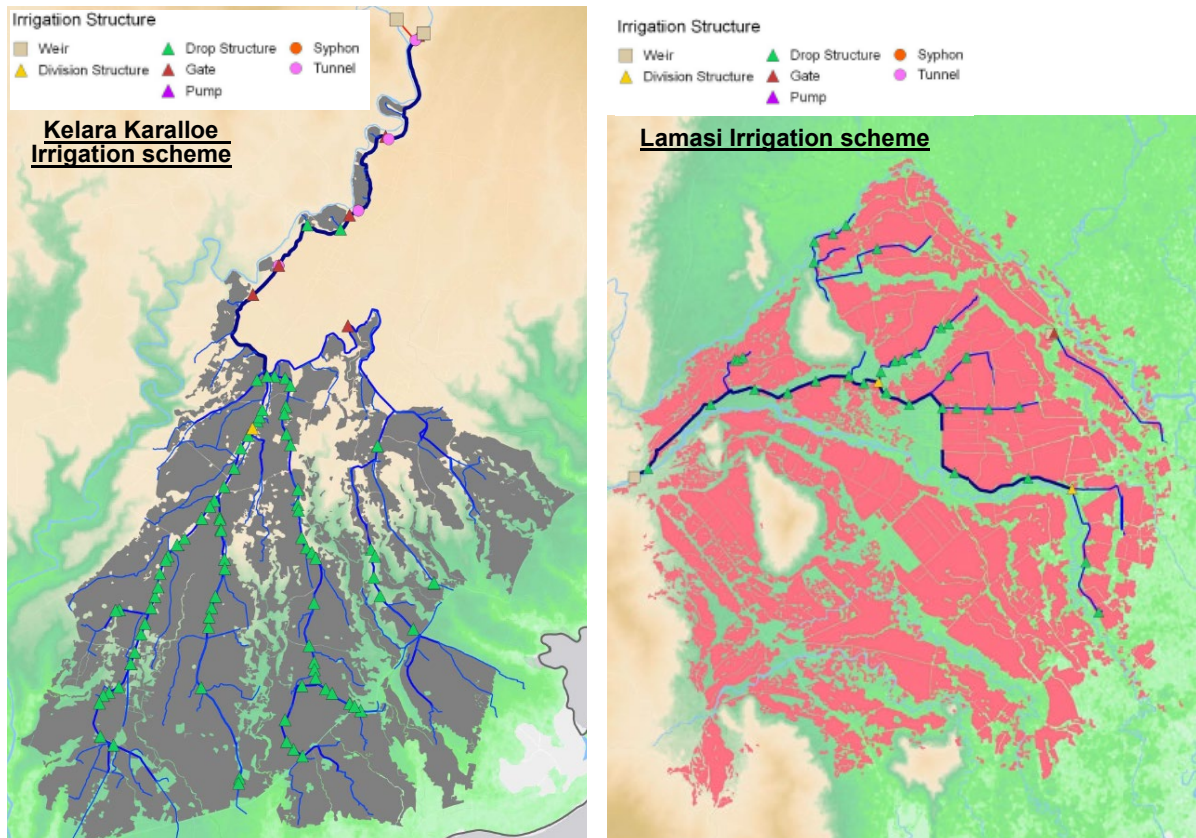 Irrigation Structure
Weir
Drop Structure
Syphon
Division Structure
Gate
Tunnel
Pump
Kelara Karalloe
Irrigation scheme
Irrigation Structure
Weir
Drop Structure
Syphon
Division Structure
Gate
Tunnel
Pump
Lamasi Irrigation scheme